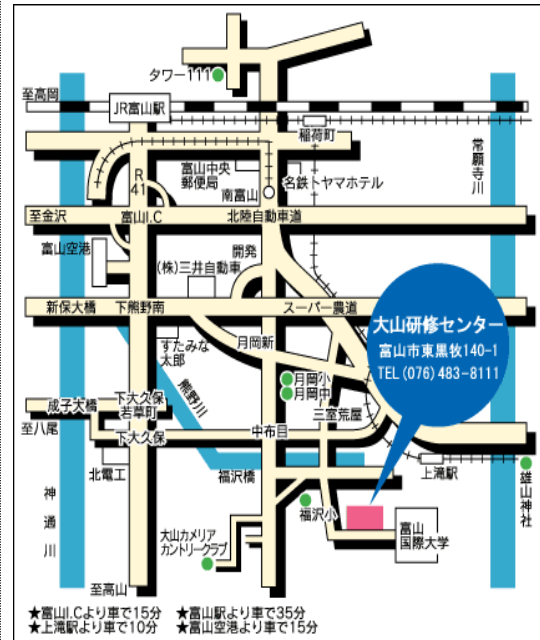 タワー111
至高岡
JR富山駅
稲荷町
常願寺川
R41
富山中央
郵便局
名鉄トヤマホテル
南富山
至金沢
富山I.C
北陸自動車道
富山空港
開発
(株)三井自動車
新保大橋
下熊野南
スーパー農道
大山研修センター
富山市東黒牧140-1
TEL(076)483-8111
すたみな
太郎
月岡新
熊野川
月岡小
月岡中
下大久保
若草町
成子大橋
三室荒屋
至八尾
下大久保
中布目
北電工
福沢橋
上滝駅
雄山神社
神通川
福沢小
富山
国際大学
大山カメリア
カントリークラブ
至高山
★富山I.Cより車で15分 ★富山駅より車で35分
★上滝駅より車で10分 ★富山空港より車で15分